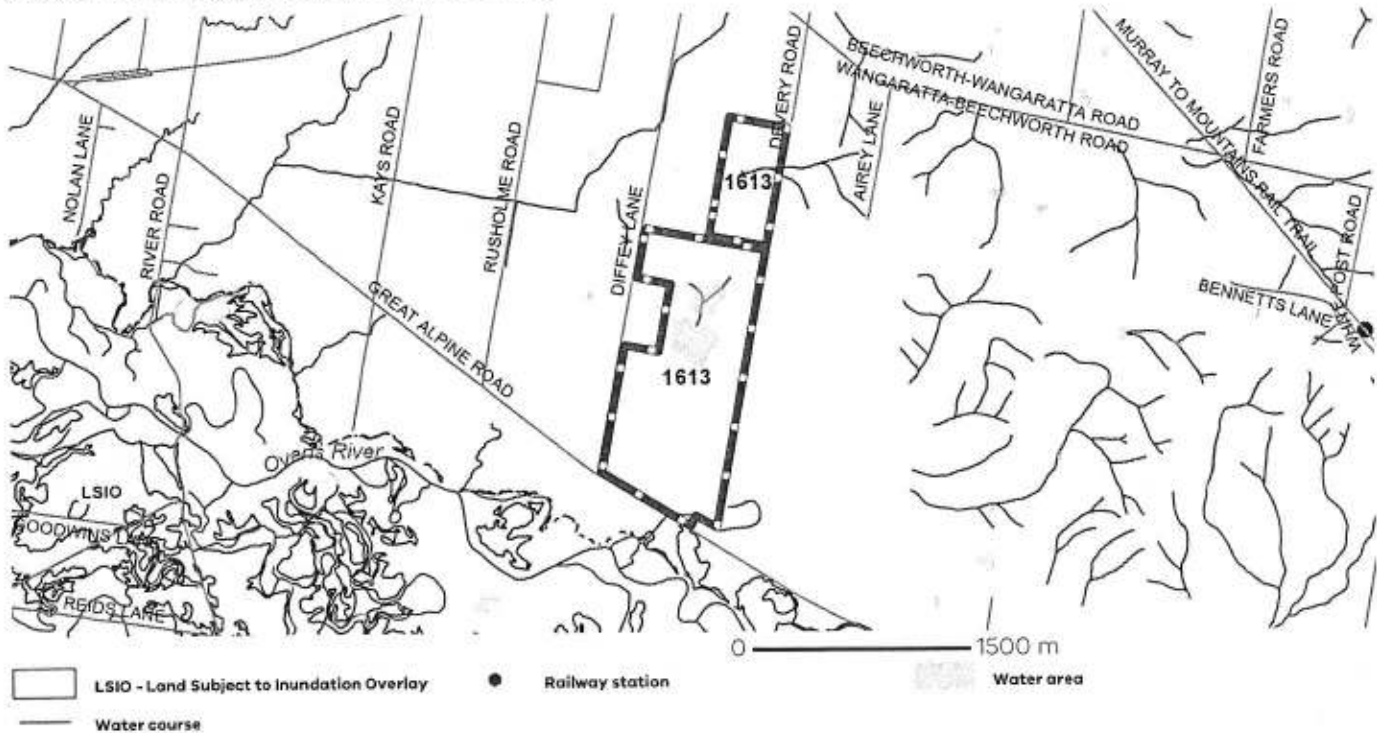 BEECHWORTH-WANGARATTA ROAD
WANGARATTA-BEECHWORTH ROAD
MURRAY TO MOUNTAINS RAIL TRAIL
FARMERS ROAD
DEVERY ROAD
AIREY LANE
NOLAN LANE
RIVER ROAD
KAYS ROAD
RUSHOLME ROAD
DIFFEY LANE
1613
POST ROAD
BENNETTS LANE
WHITE
GREAT ALPINE ROAD
1613
Ovens River
LSIO
REIDS LANE
0 1500 m
LSIO - Land Subject to Inundation Overlay
Railway station
Water area
Water course